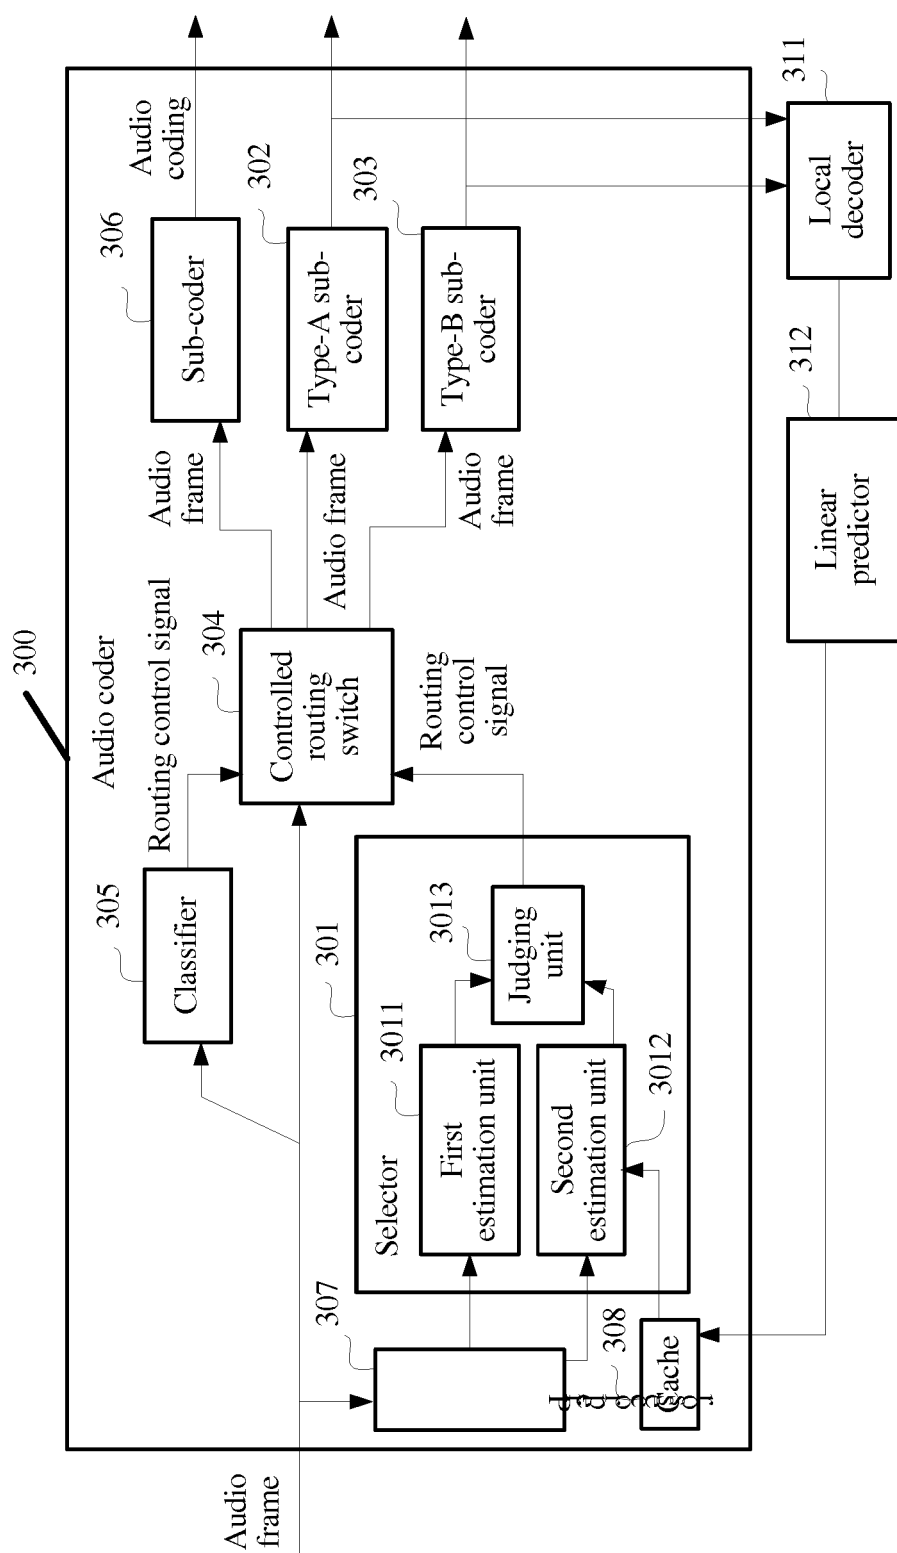 300
Audio coder
305
Classifier
Routing control signal
304
Controlled
routing
switch
Audio
frame
306
Sub-coder
Audio
coding
Audio frame
302
Type-A sub-
coder
Audio
frame
303
Type-B sub-
coder
Routing
control
signal
Audio
frame
307
301
Selector
3011
First
estimation unit
3013
Judging
unit
Second
estimation unit
3012
308
Cache
311
Local
decoder
312
Linear
predictor